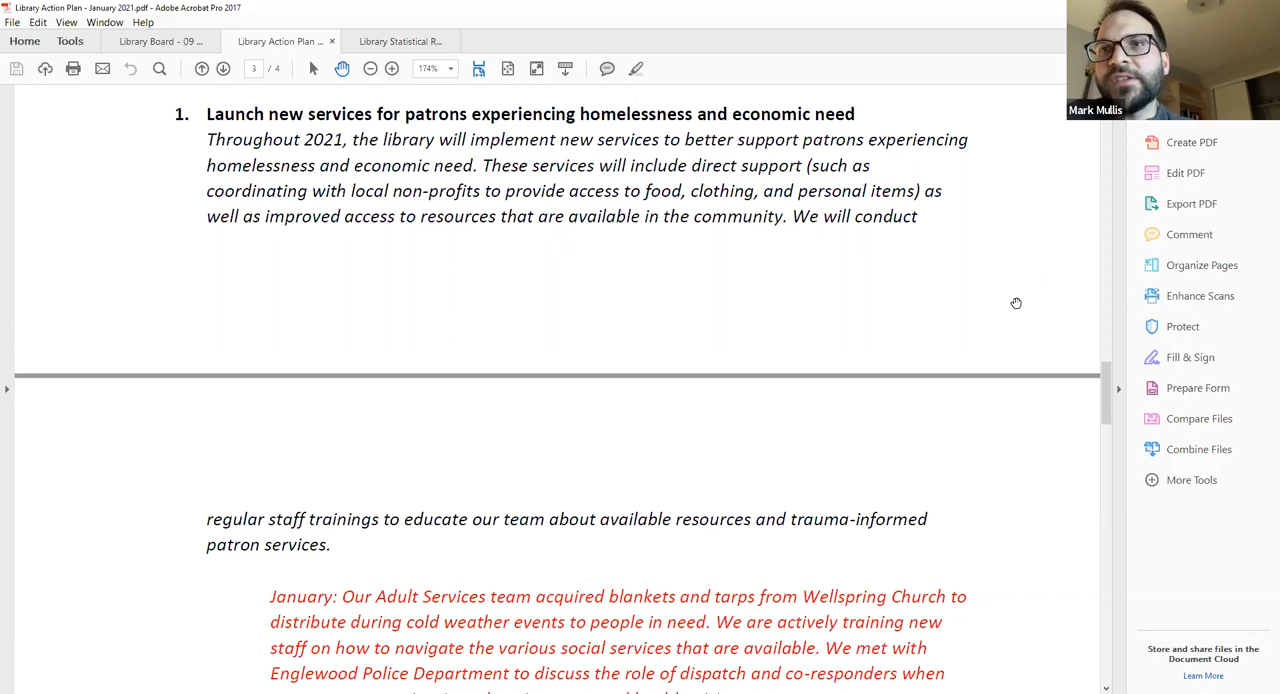 Library Action Plan - January 2021.pdf - Adobe Acrobat Pro 2017
File Edit View Window Help
Home Tools Library Board - 09 ... Library Action Plan ... × Library Statistical R...
3 / 4 174%
Mark Mullis
1. Launch new services for patrons experiencing homelessness and economic need
Throughout 2021, the library will implement new services to better support patrons experiencing
homelessness and economic need. These services will include direct support (such as
coordinating with local non-profits to provide access to food, clothing, and personal items) as
well as improved access to resources that are available in the community. We will conduct
regular staff trainings to educate our team about available resources and trauma-informed
patron services.
January: Our Adult Services team acquired blankets and tarps from Wellspring Church to
distribute during cold weather events to people in need. We are actively training new
staff on how to navigate the various social services that are available. We met with
Englewood Police Department to discuss the role of dispatch and co-responders when
Create PDF
Edit PDF
Export PDF
Comment
Organize Pages
Enhance Scans
Protect
Fill & Sign
Prepare Form
Compare Files
Combine Files
More Tools
Store and share files in the
Document Cloud
Learn More